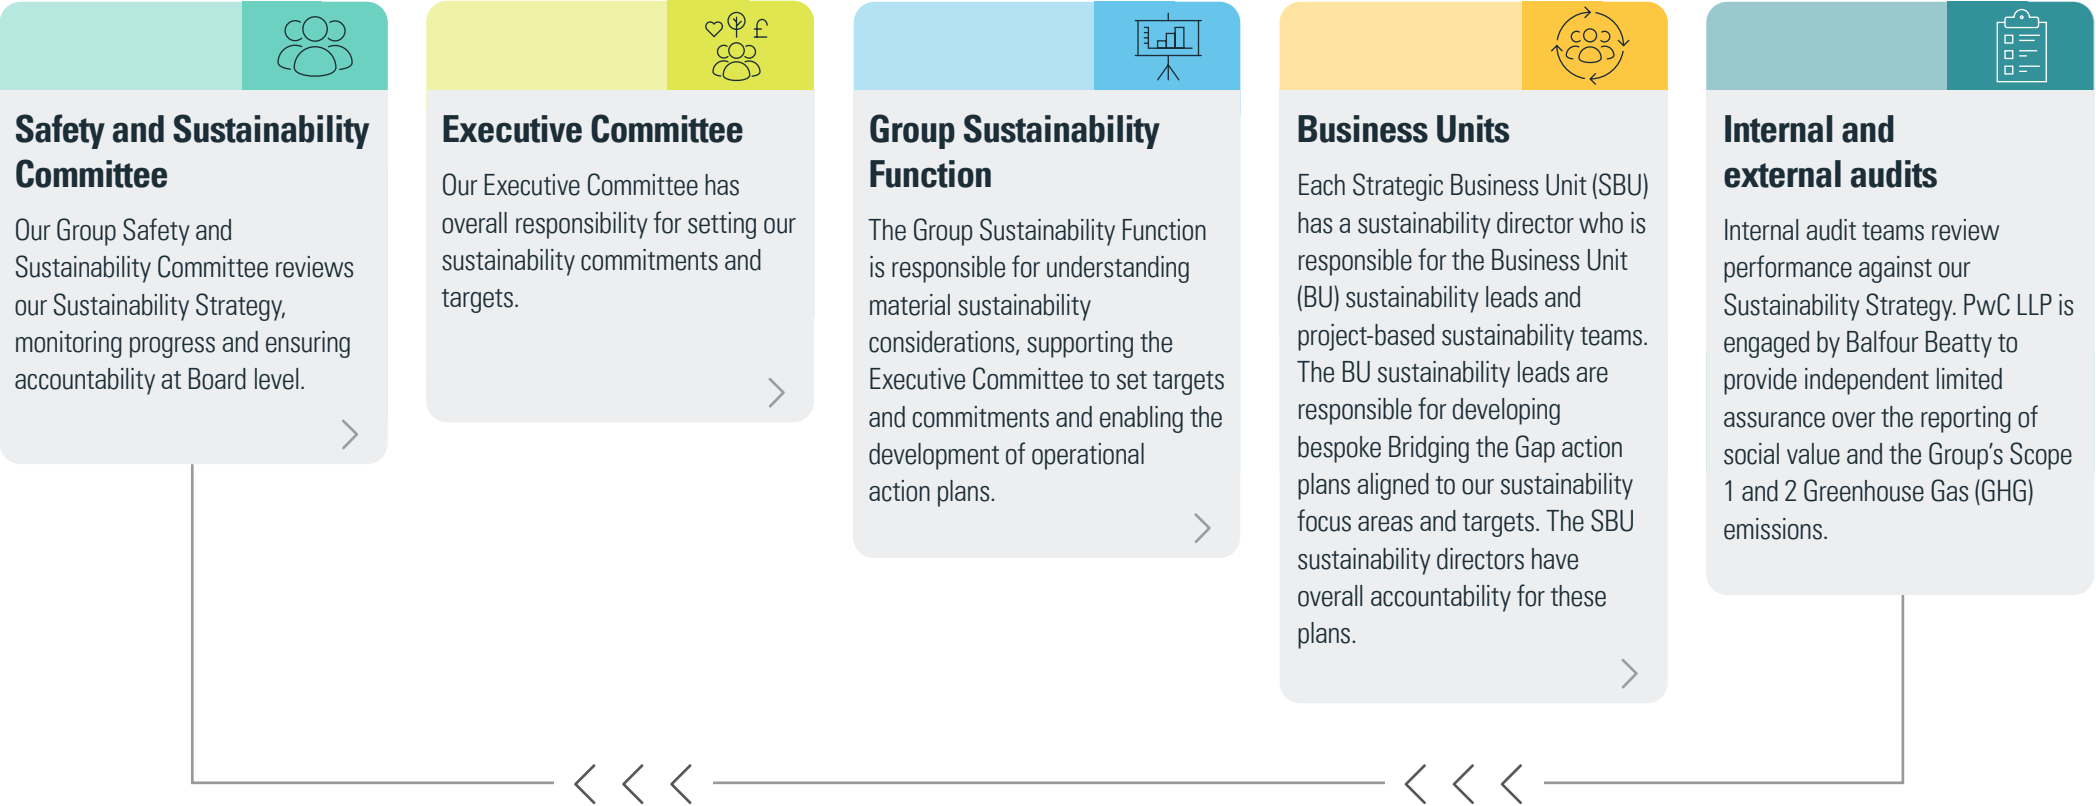 Safety and Sustainability
Committee
Our Group Safety and
Sustainability Committee reviews
our Sustainability Strategy,
monitoring progress and ensuring
accountability at Board level.
Executive Committee
Our Executive Committee has
overall responsibility for setting our
sustainability commitments and
targets.
Group Sustainability
Function
The Group Sustainability Function
is responsible for understanding
material sustainability
considerations, supporting the
Executive Committee to set targets
and commitments and enabling the
development of operational
action plans.
Business Units
Each Strategic Business Unit (SBU)
has a sustainability director who is
responsible for the Business Unit
(BU) sustainability leads and
project-based sustainability teams.
The BU sustainability leads are
responsible for developing
bespoke Bridging the Gap action
plans aligned to our sustainability
focus areas and targets. The SBU
sustainability directors have
overall accountability for these
plans.
Internal and
external audits
Internal audit teams review
performance against our
Sustainability Strategy. PwC LLP is
engaged by Balfour Beatty to
provide independent limited
assurance over the reporting of
social value and the Group’s Scope
1 and 2 Greenhouse Gas (GHG)
emissions.